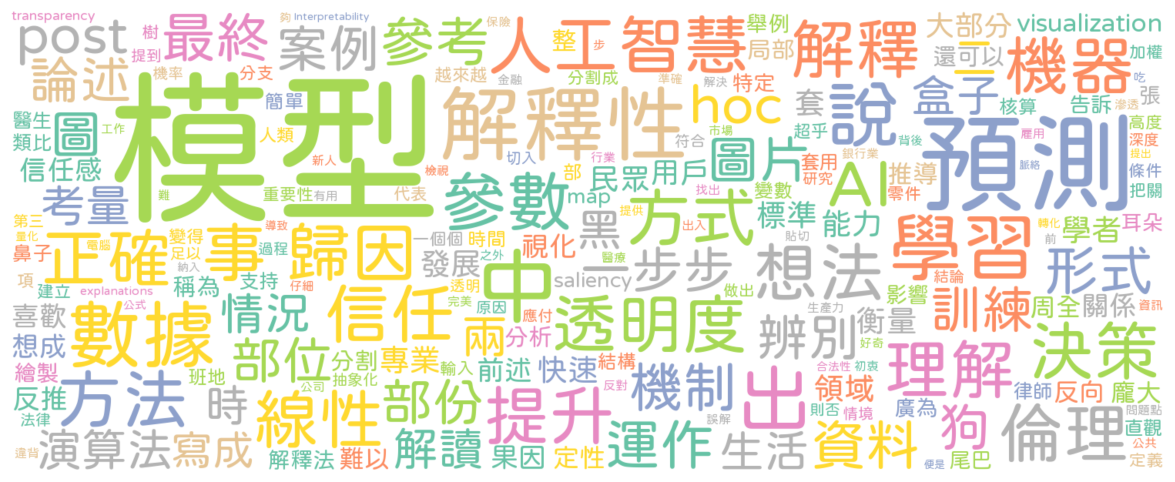 transparency
樹
夠
Interpretability
保險
步
舉例
大部分
visualization
post
最終
案例
參考
整
人工智慧
局部
解釋
還可以
一
機器
加權
提到
論述
機率
分支
越來越
金融
分割成
準確
解決
特定
盒子
核算
告訴
吃
滲透
張
模型
簡單
解釋性
hoc
套
說
預測
高度
深度
醫生
圖
工作
人類
類比
市場
超乎
背後
雇用
提出
符合
圖片
信任感
新人
檢視
切入
行業
銀行業
套用
推導
脈絡
條件
把關
考量
重要性
有用
代表
參數
部
民眾
用戶
找出
變數
研究
AI
零件
難
map
方式
標準
能力
學習
第三
量化
電腦
變得
足以
導致
歸因
一個個
時間
視化
黑
提供
出入
轉化
前
學者
耳朵
鼻子
正確
事
過程
仔細
發展
中
之外
透明
完美
saliency
醫療
貼切
一步步
想法
結論
形式
項
建立
納入
稱為
支持
信任
原因
做出
影響
訓練
周全
關係
資訊
explanations
公式
喜歡
數據
情況
兩
應付
分析
透明度
生產力
好奇
辨別
衡量
決策
想成
部位
分割
專業
輸入
前述
快速
結構
機制
合法性
初衷
理解
繪製
方法
班地
抽象化
反對
出
領域
律師
反向
龐大
反推
法律
時
線性
公司
部份
提升
誤解
則否
情境
廣為
狗
倫理
問題點
直觀
公共
違背
演算法
寫成
解釋法
難以
解讀
果因
定性
運作
生活
資料
尾巴
便是
定義